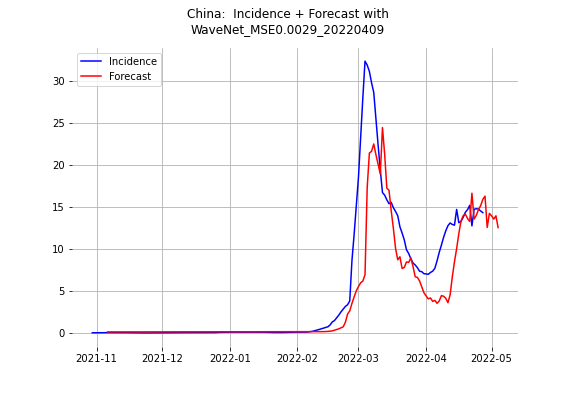 China:  Incidence + Forecast with
WaveNet_MSE0.0029_20220409
Incidence
Forecast
30
25
20
15
10
5
0
2021-11 2021-12 2022-01 2022-02 2022-03 2022-04 2022-05